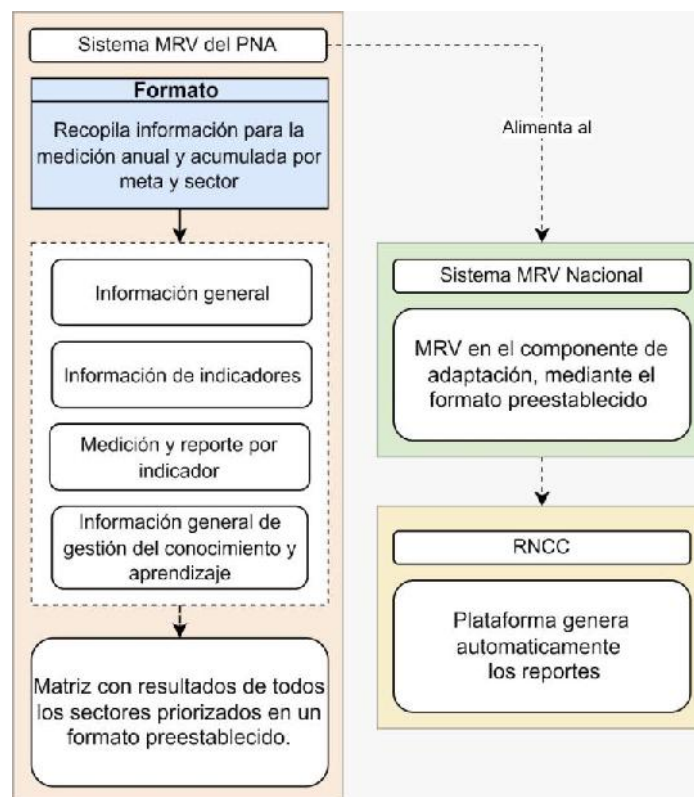 Sistema MRV del PNA
Formato
Recopila información para la
medición anual y acumulada por
meta y sector
Información general
Información de indicadores
Medición y reporte por
indicador
Información general de
gestión del conocimiento y
aprendizaje
Matriz con resultados de todos
los sectores priorizados en un
formato preestablecido.
Alimenta al
Sistema MRV Nacional
MRV en el componente de
adaptación, mediante el
formato preestablecido
RNCC
Plataforma genera
automaticamente
los reportes